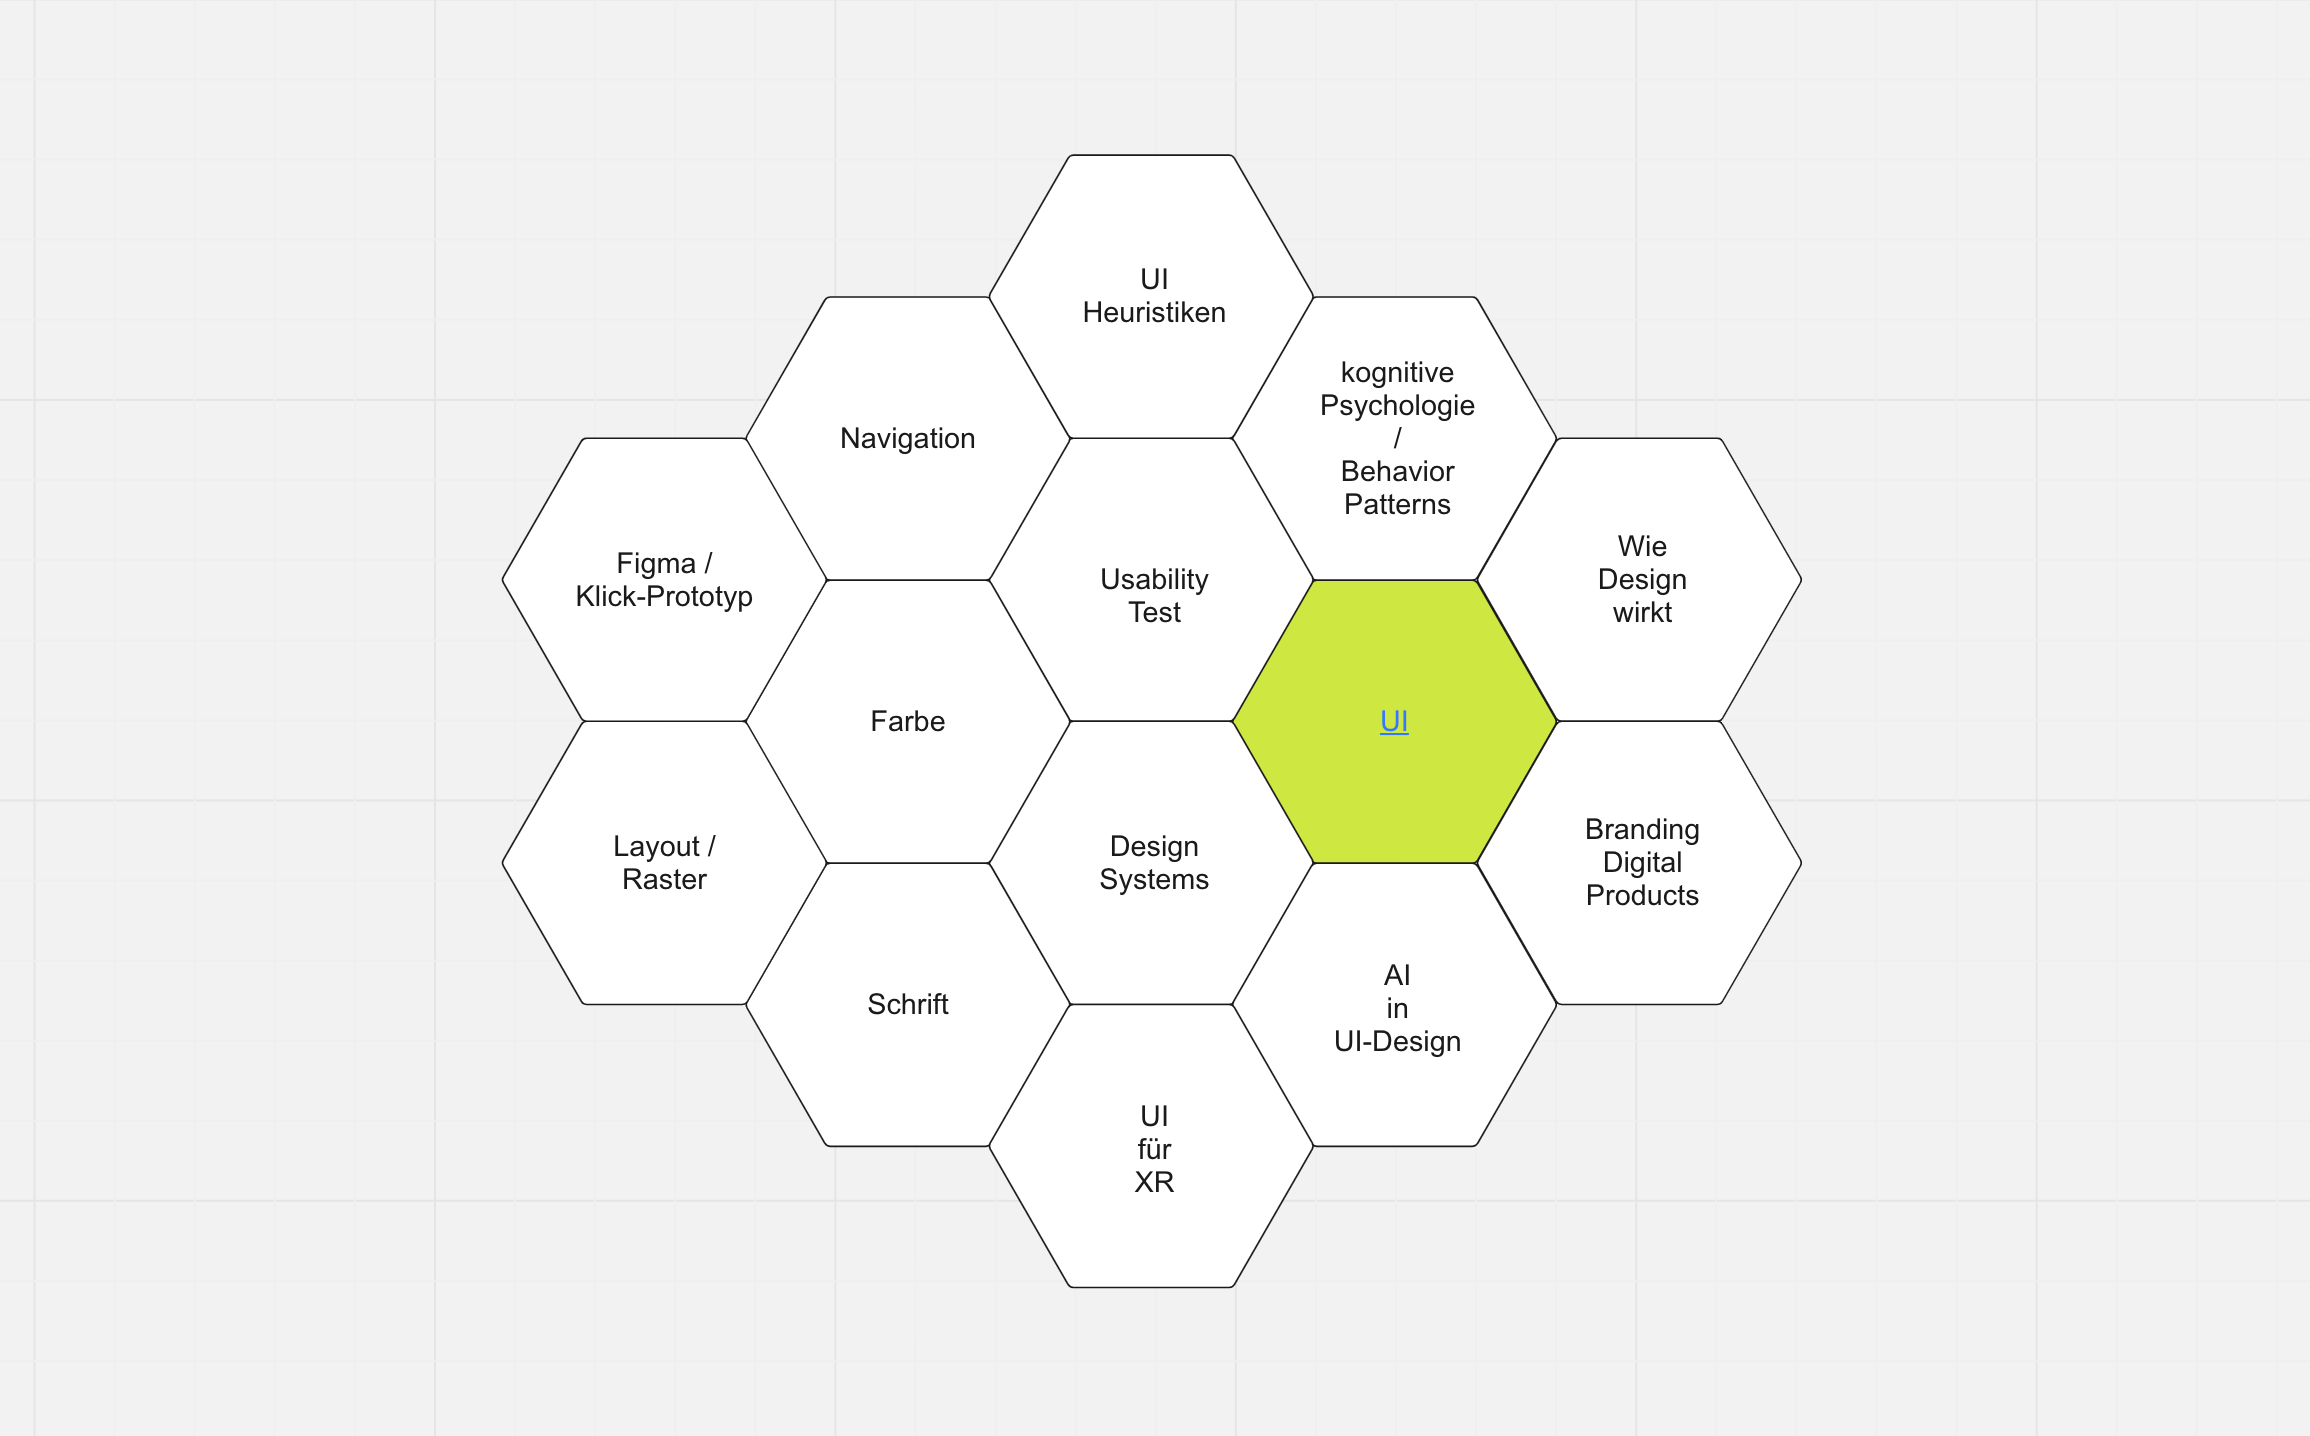 UI
Heuristiken
Navigation
kognitive
Psychologie
/
Behavior
Patterns
Figma /
Klick-Prototyp
Usability
Test
Wie
Design
wirkt
Farbe
UI
Layout /
Raster
Design
Systems
Branding
Digital
Products
Schrift
AI
in
UI-Design
UI
für
XR